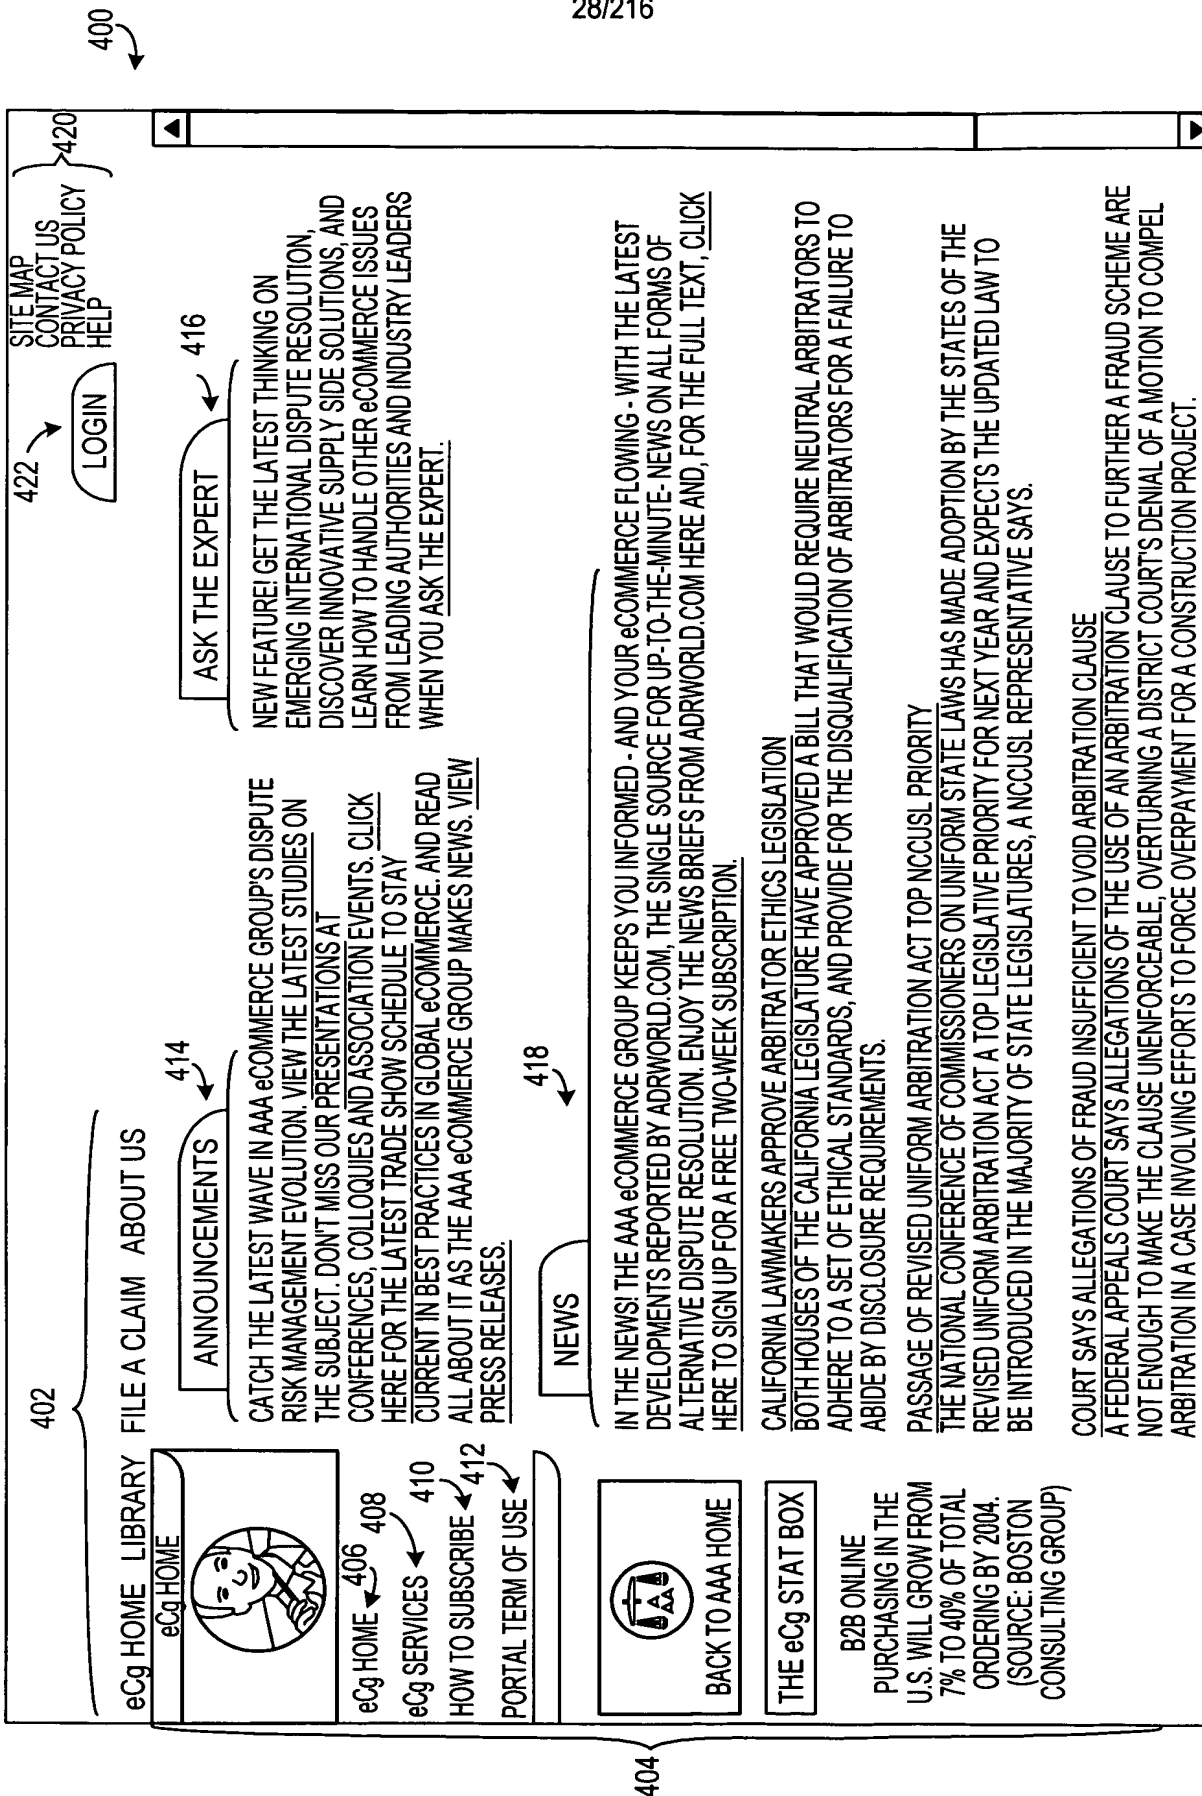 28/216
400
402
SITE MAP
CONTACT US
PRIVACY POLICY
HELP
420
422
LOGIN
eCg HOME LIBRARY FILE A CLAIM ABOUT US
eCg HOME
eCg HOME 406
eCg SERVICES 408
HOW TO SUBSCRIBE 410
PORTAL TERM OF USE 412
BACK TO AAA HOME
AAA
THE eCg STAT BOX
B2B ONLINE
PURCHASING IN THE
U.S. WILL GROW FROM
7% TO 40% OF TOTAL
ORDERING BY 2004.
(SOURCE: BOSTON
CONSULTING GROUP)
404
ANNOUNCEMENTS
414
CATCH THE LATEST WAVE IN AAA eCOMMERCE GROUP'S DISPUTE
RISK MANAGEMENT EVOLUTION. VIEW THE LATEST STUDIES ON
THE SUBJECT. DON'T MISS OUR PRESENTATIONS AT
CONFERENCES, COLLOQUIES AND ASSOCIATION EVENTS. CLICK
HERE FOR THE LATEST TRADE SHOW SCHEDULE TO STAY
CURRENT IN BEST PRACTICES IN GLOBAL eCOMMERCE. AND READ
ALL ABOUT IT AS THE AAA eCOMMERCE GROUP MAKES NEWS. VIEW
PRESS RELEASES.
ASK THE EXPERT
416
NEW FEATURE! GET THE LATEST THINKING ON
EMERGING INTERNATIONAL DISPUTE RESOLUTION,
DISCOVER INNOVATIVE SUPPLY SIDE SOLUTIONS, AND
LEARN HOW TO HANDLE OTHER eCOMMERCE ISSUES
FROM LEADING AUTHORITIES AND INDUSTRY LEADERS
WHEN YOU ASK THE EXPERT.
NEWS
418
IN THE NEWS! THE AAA eCOMMERCE GROUP KEEPS YOU INFORMED - AND YOUR eCOMMERCE FLOWING - WITH THE LATEST
DEVELOPMENTS REPORTED BY ADRWORLD.COM, THE SINGLE SOURCE FOR UP-TO-THE-MINUTE- NEWS ON ALL FORMS OF
ALTERNATIVE DISPUTE RESOLUTION. ENJOY THE NEWS BRIEFS FROM ADRWORLD.COM HERE AND, FOR THE FULL TEXT, CLICK
HERE TO SIGN UP FOR A FREE TWO-WEEK SUBSCRIPTION.
CALIFORNIA LAWMAKERS APPROVE ARBITRATOR ETHICS LEGISLATION
BOTH HOUSES OF THE CALIFORNIA LEGISLATURE HAVE APPROVED A BILL THAT WOULD REQUIRE NEUTRAL ARBITRATORS TO
ADHERE TO A SET OF ETHICAL STANDARDS, AND PROVIDE FOR THE DISQUALIFICATION OF ARBITRATORS FOR A FAILURE TO
ABIDE BY DISCLOSURE REQUIREMENTS.
PASSAGE OF REVISED UNIFORM ARBITRATION ACT TOP NCCUSL PRIORITY
THE NATIONAL CONFERENCE OF COMMISSIONERS ON UNIFORM STATE LAWS HAS MADE ADOPTION BY THE STATES OF THE
REVISED UNIFORM ARBITRATION ACT A TOP LEGISLATIVE PRIORITY FOR NEXT YEAR AND EXPECTS THE UPDATED LAW TO
BE INTRODUCED IN THE MAJORITY OF STATE LEGISLATURES, A NCCUSL REPRESENTATIVE SAYS.
COURT SAYS ALLEGATIONS OF FRAUD INSUFFICIENT TO VOID ARBITRATION CLAUSE
A FEDERAL APPEALS COURT SAYS ALLEGATIONS OF THE USE OF AN ARBITRATION CLAUSE TO FURTHER A FRAUD SCHEME ARE
NOT ENOUGH TO MAKE THE CLAUSE UNENFORCEABLE, OVERTURNING A DISTRICT COURT'S DENIAL OF A MOTION TO COMPEL
ARBITRATION IN A CASE INVOLVING EFFORTS TO FORCE OVERPAYMENT FOR A CONSTRUCTION PROJECT.